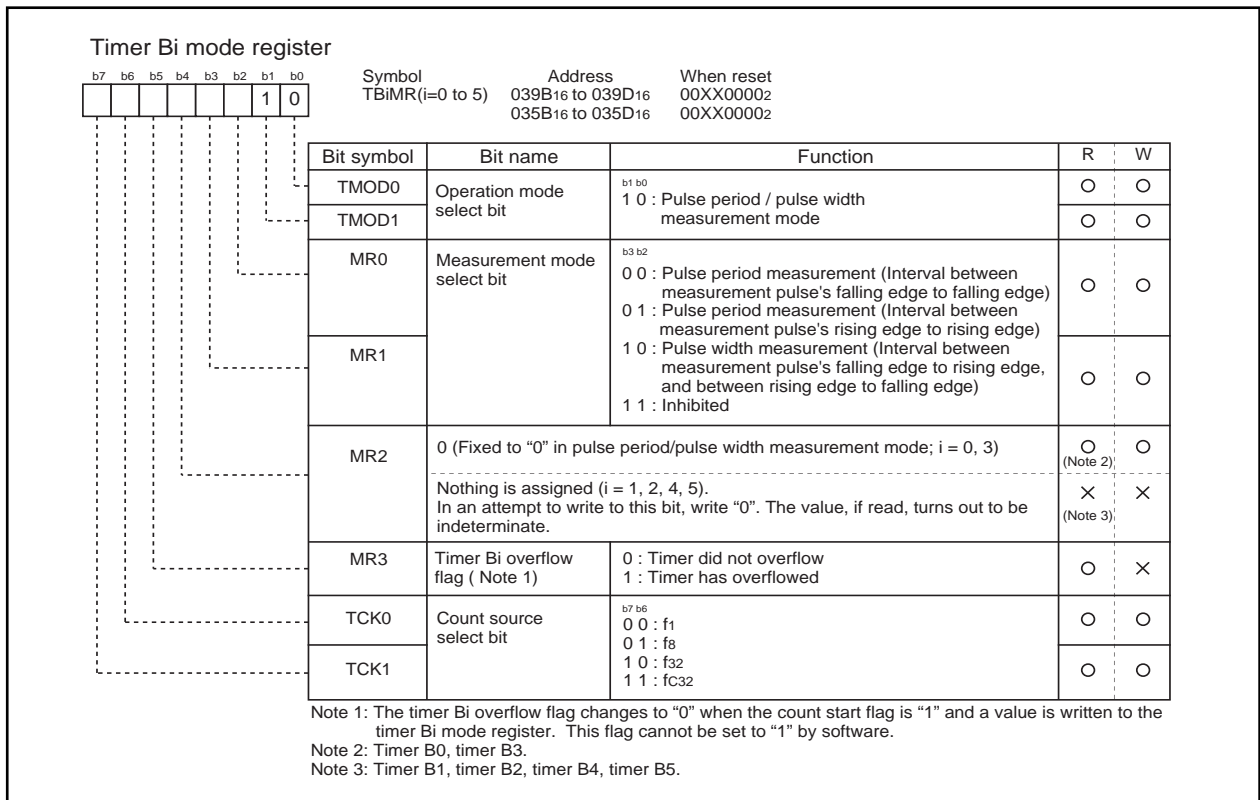 Timer Bi mode register
b7 b6 b5 b4 b3 b2 b1 b0
1 0
Symbol Address When reset
TBiMR(i=0 to 5) 039B16 to 039D16 00XX00002
035B16 to 035D16 00XX00002
Bit symbol Bit name Function R W
TMOD0 Operation mode select bit
TMOD1
b1 b0
1 0 : Pulse period / pulse width
measurement mode
MR0 Measurement mode select bit
MR1
b3 b2
0 0 : Pulse period measurement (Interval between
measurement pulse's falling edge to falling edge)
0 1 : Pulse period measurement (Interval between
measurement pulse's rising edge to rising edge)
1 0 : Pulse width measurement (Interval between
measurement pulse's falling edge to rising edge,
and between rising edge to falling edge)
1 1 : Inhibited
MR2 0 (Fixed to “0” in pulse period/pulse width measurement mode; i = 0, 3)
(Note 2)
Nothing is assigned (i = 1, 2, 4, 5).
In an attempt to write to this bit, write “0”. The value, if read, turns out to be
indeterminate.
(Note 3)
MR3 Timer Bi overflow flag ( Note 1)
0 : Timer did not overflow
1 : Timer has overflowed
TCK0 Count source select bit
TCK1
b7 b6
0 0 : f1
0 1 : f8
1 0 : f32
1 1 : fC32
Note 1: The timer Bi overflow flag changes to “0” when the count start flag is “1” and a value is written to the
timer Bi mode register. This flag cannot be set to “1” by software.
Note 2: Timer B0, timer B3.
Note 3: Timer B1, timer B2, timer B4, timer B5.